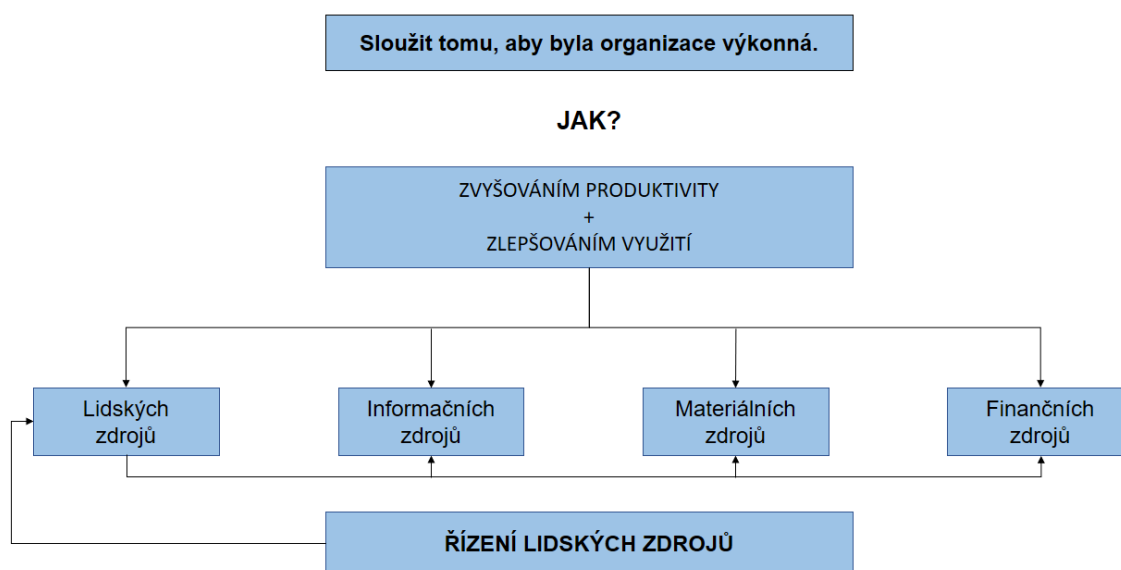 Sloužit tomu, aby byla organizace výkonná.
JAK?
ZVYŠOVÁNÍM PRODUKTIVITY
+
ZLEPŠOVÁNÍM VYUŽITÍ
Lidských
zdrojů
Informačních
zdrojů
Materiálních
zdrojů
Finančních
zdrojů
ŘÍZENÍ LIDSKÝCH ZDROJŮ